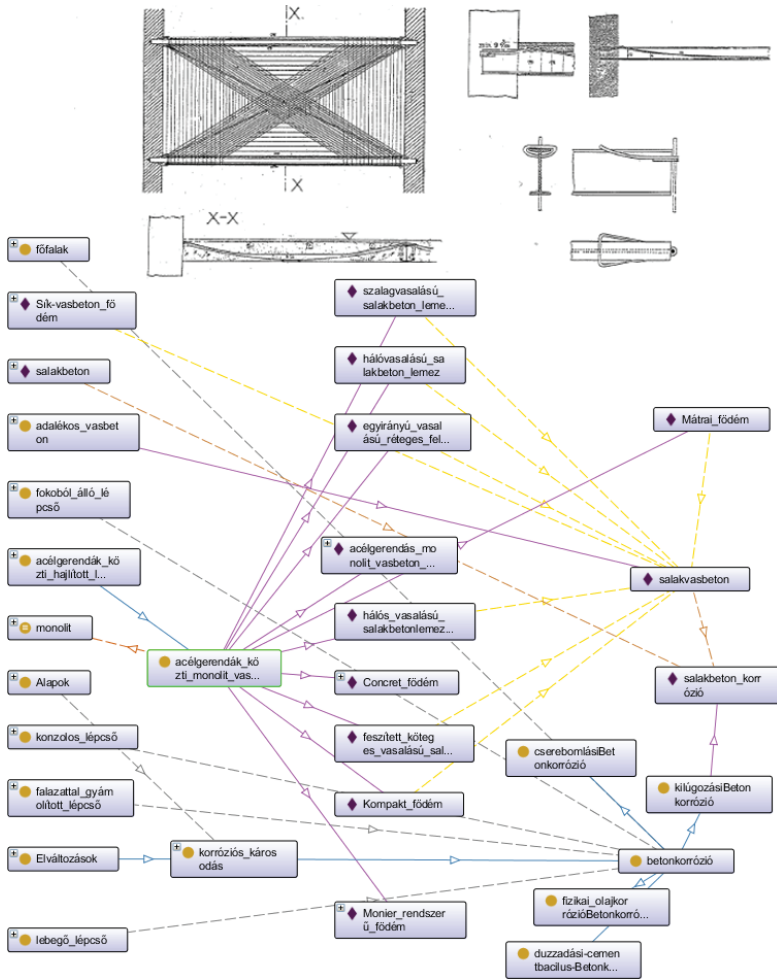 X.
X
X-X
főfalak
Sík-vasbeton_fö
dém
salakbeton
adalékos_vasbet
on
fokoból_álló_lé
pcső
acélgerendák_kö
zti_hajlított_l...
monolit
Alapok
konzolos_lépcső
falazattal_gyám
olított_lépcső
Elváltozások
lebegő_lépcső
korróziós_káros
odás
acélgerendák_kö
zti_monolit_vas...
szalagvasalású_
salakbeton_leme...
hálóvasalású_sa
lakbeton_lemez
egyirányú_vasal
ású_réteges_fel...
acélgerendás_mo
nolit_vasbeton_...
hálós_vasalású_
salakbetonlemez...
Concret_födém
feszített_köteg
es_vasalású_sal...
Kompakt_födém
Monier_rendszer
ű_födém
Mátrai_födém
salakvasbeton
salakbeton_korr
ózió
cserebomlásiBet
onkorrózió
kilúgozásiBeton
korrózió
betonkorrózió
fizikai_olajkor
rózióBetonkorró...
duzzadási-cemen
tbacilus-Betonk...